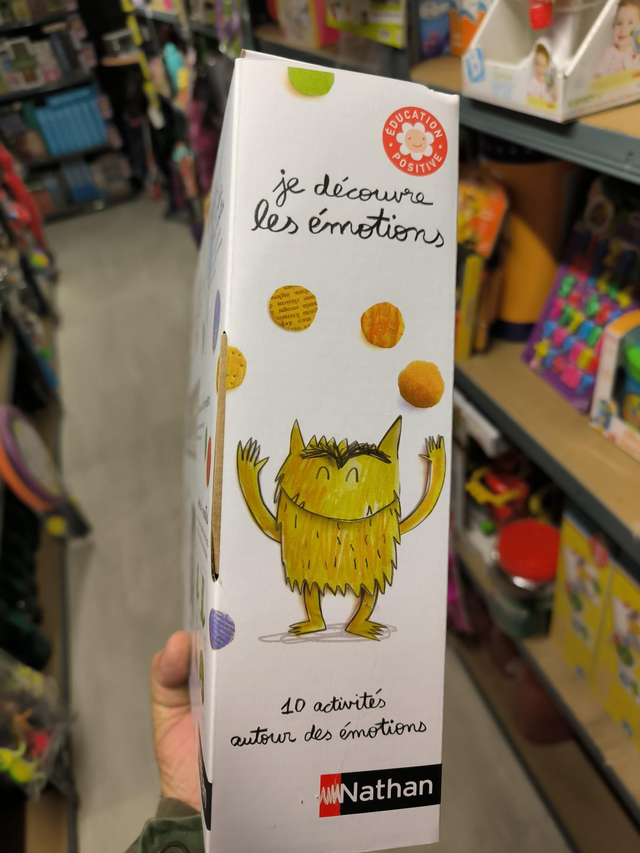 ÉDUCATION
POSITIVE
je découvre
les émotions
10 activités
autour des émotions
Nathan